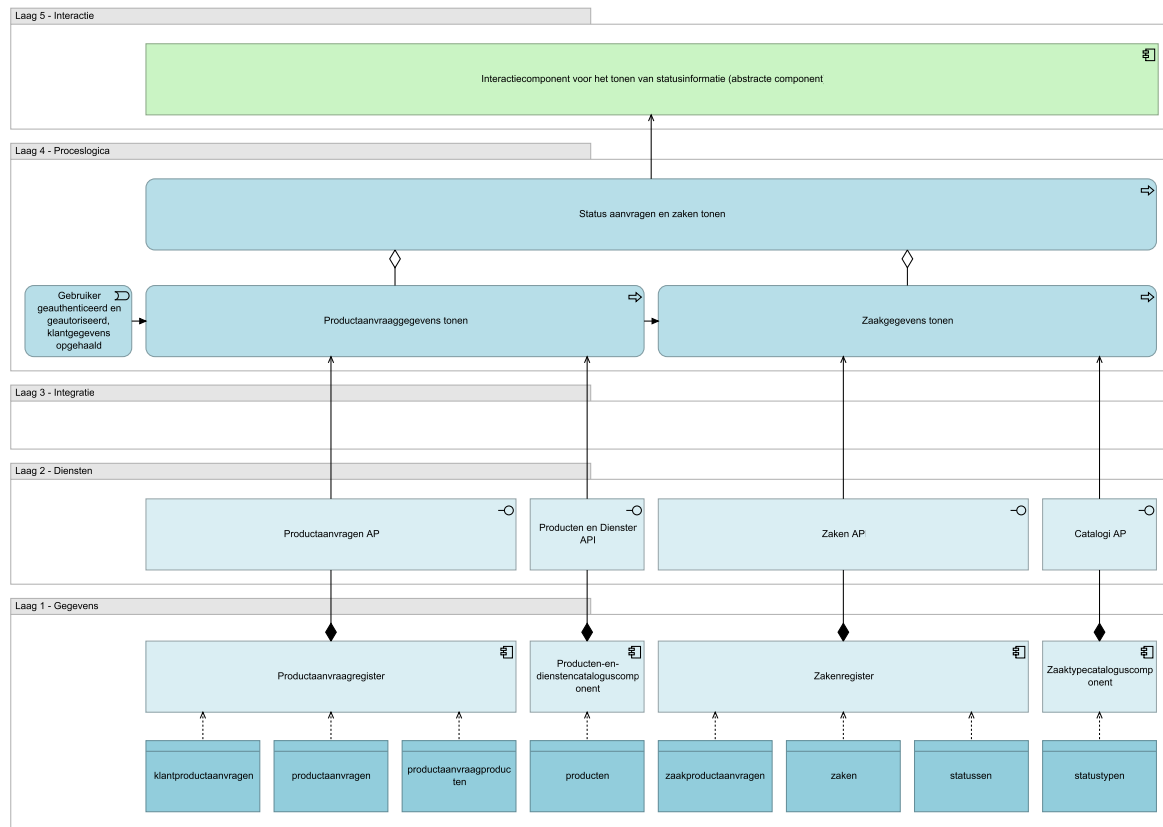 Laag 5 - Interactie
Interactiecomponent voor het tonen van statusinformatie (abstracte component
Laag 4 - Proceslogica
Status aanvragen en zaken tonen
Gebruiker
geauthenticeerd en
geautoriseerd,
klantgegevens
opgehaald
Productaanvraaggegevens tonen
Zaakgegevens tonen
Laag 3 - Integratie
Laag 2 - Diensten
Productaanvragen AP
Producten en Dienster
API
Zaken AP
Catalogi AP
Laag 1 - Gegevens
Productaanvraagregister
Producten-en-
dienstencataloguscomp
onent
Zakenregister
Zaaktypecataloguscomp
onent
klantproductaanvragen
productaanvragen
productaanvraagproduc
ten
producten
zaakproductaanvragen
zaken
statussen
statustypen